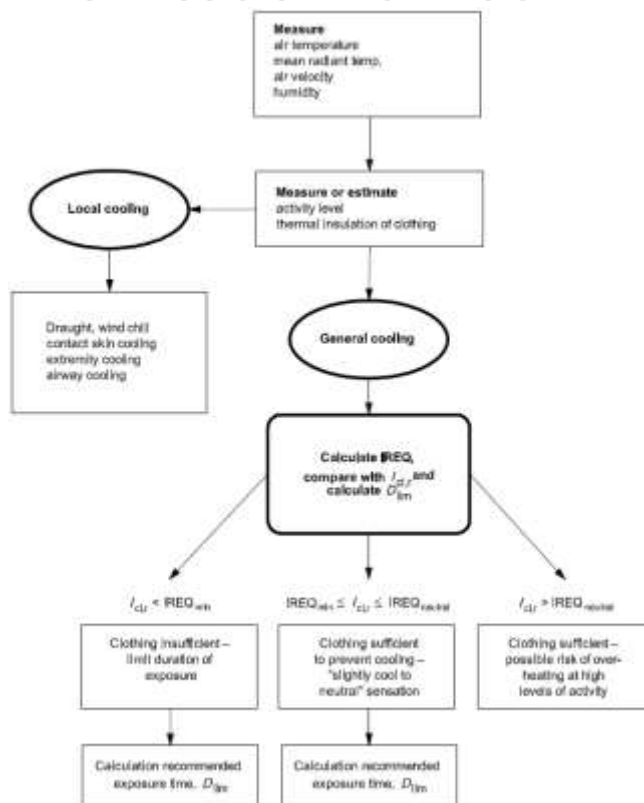 Measure
air temperature
mean radiant temp,
air velocity
humidity
Measure or estimate
activity level
thermal insulation of clothing
Local cooling
Draught, wind chill
contact skin cooling
extremity cooling
airway cooling
General cooling
Calculate IREQ,
compare with I_cl,r and
calculate D_lim
I_cl,r < IREQ_min
IREQ_min ≤ I_cl,r ≤ IREQ_neutral
I_cl,r > IREQ_neutral
Clothing insufficient –
limit duration of
exposure
Clothing sufficient
to prevent cooling –
"slightly cool to
neutral" sensation
Clothing sufficient –
possible risk of over-
heating at high
levels of activity
Calculation recommended
exposure time, D_lim
Calculation recommended
exposure time, D_lim